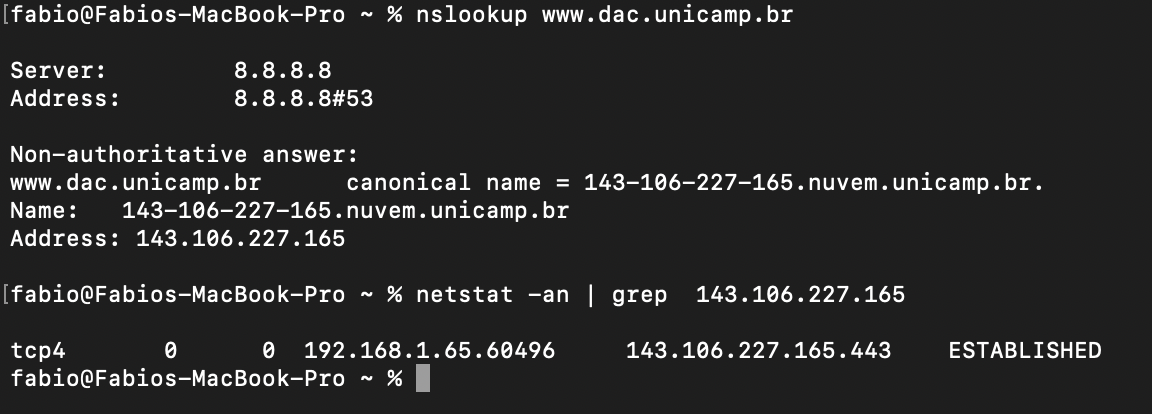 [fabio@Fabios-MacBook-Pro ~ % nslookup www.dac.unicamp.br
Server:         8.8.8.8
Address:        8.8.8.8#53
Non-authoritative answer:
www.dac.unicamp.br      canonical name = 143-106-227-165.nuvem.unicamp.br.
Name:   143-106-227-165.nuvem.unicamp.br
Address: 143.106.227.165
[fabio@Fabios-MacBook-Pro ~ % netstat -an | grep  143.106.227.165
tcp4       0      0  192.168.1.65.60496     143.106.227.165.443    ESTABLISHED
fabio@Fabios-MacBook-Pro ~ %